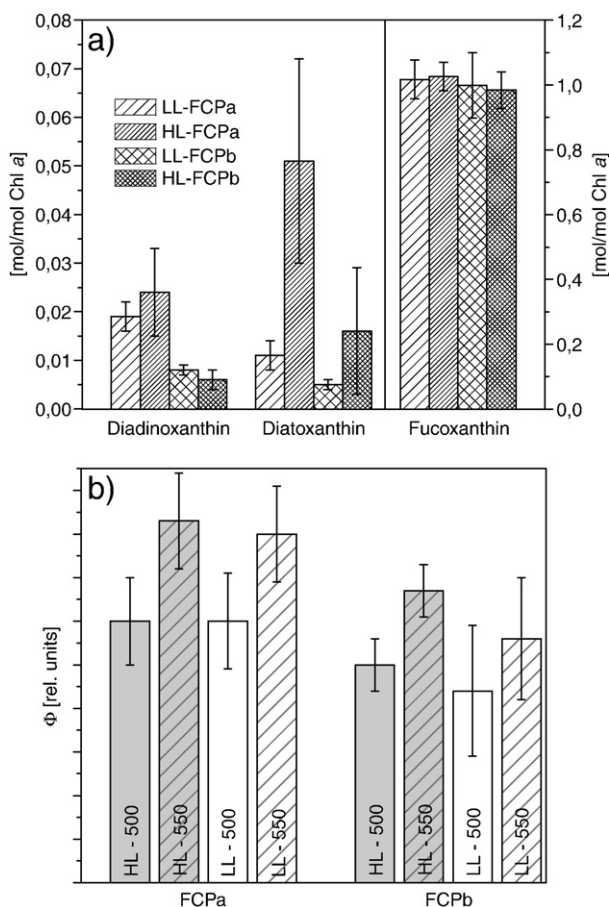 a)
0,08
0,07
0,06
0,05
0,04
0,03
0,02
0,01
0,00
[mol/mol Chl a]
LL-FCPa
HL-FCPa
LL-FCPb
HL-FCPb
1,2
1,0
0,8
0,6
0,4
0,2
0,0
[mol/mol Chl a]
Diadinoxanthin Diatoxanthin Fucoxanthin
b)
Φ [rel. units]
HL - 500
HL - 550
LL - 500
LL - 550
HL - 500
HL - 550
LL - 500
LL - 550
FCPa FCPb